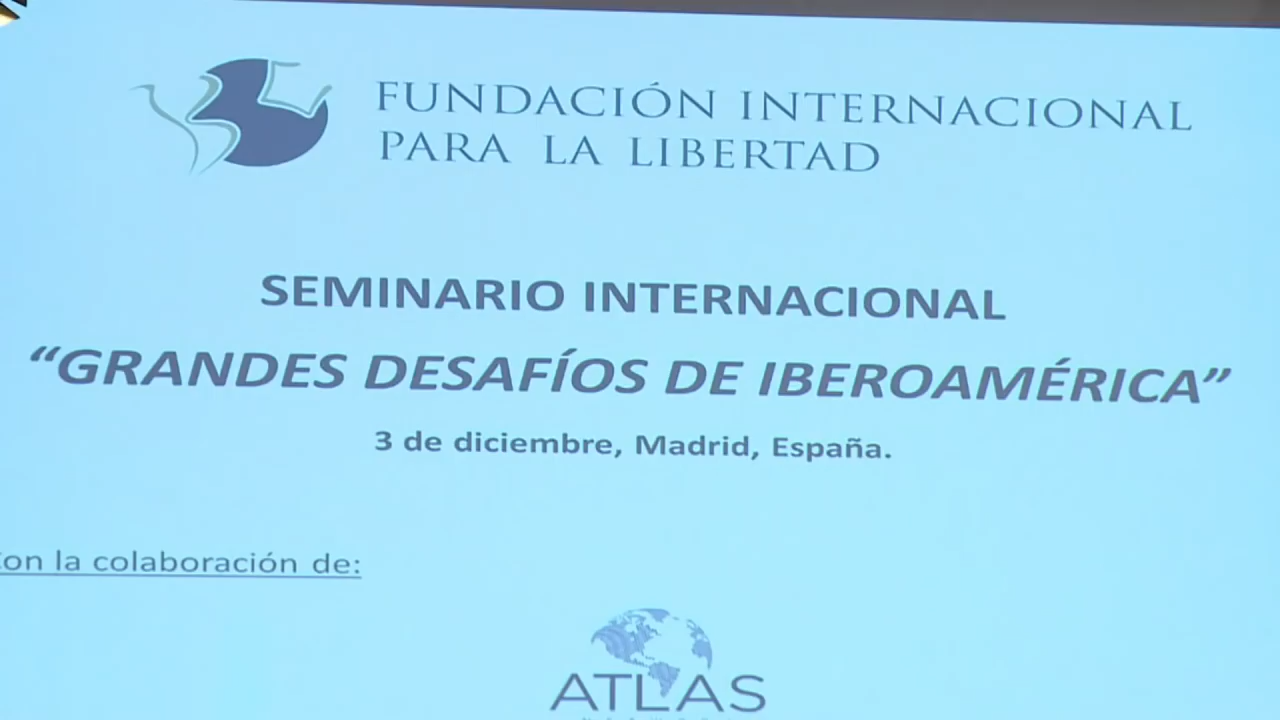 FUNDACIÓN INTERNACIONAL
PARA LA LIBERTAD
SEMINARIO INTERNACIONAL
“GRANDES DESAFÍOS DE IBEROAMÉRICA”
3 de diciembre, Madrid, España.
on la colaboración de:
ATLAS